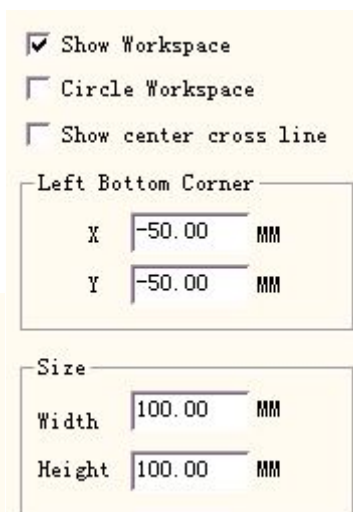 Show Workspace
Circle Workspace
Show center cross line
Left Bottom Corner
X -50.00 MM
Y -50.00 MM
Size
Width 100.00 MM
Height 100.00 MM